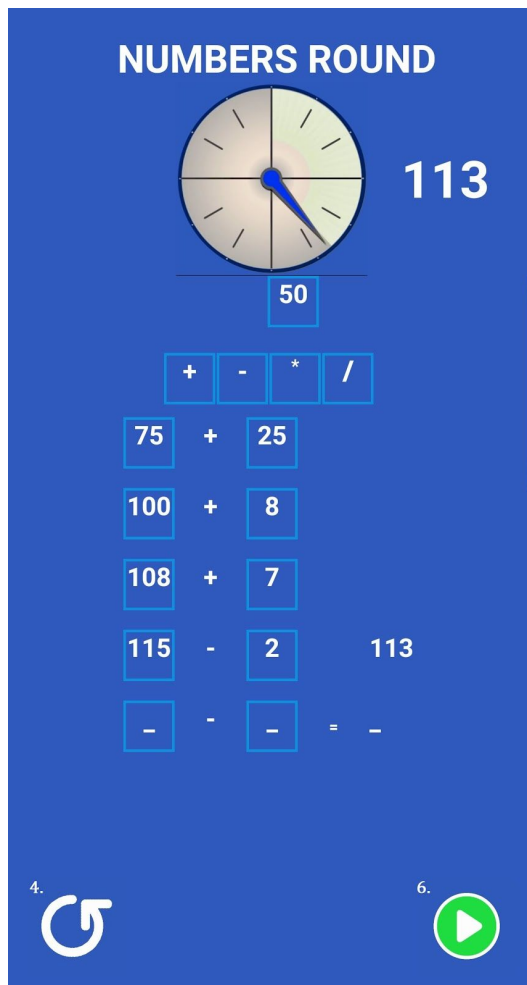 NUMBERS ROUND
113
50
+ - * /
75 + 25
100 + 8
108 + 7
115 - 2 113
_ - _ = _
4. 6.